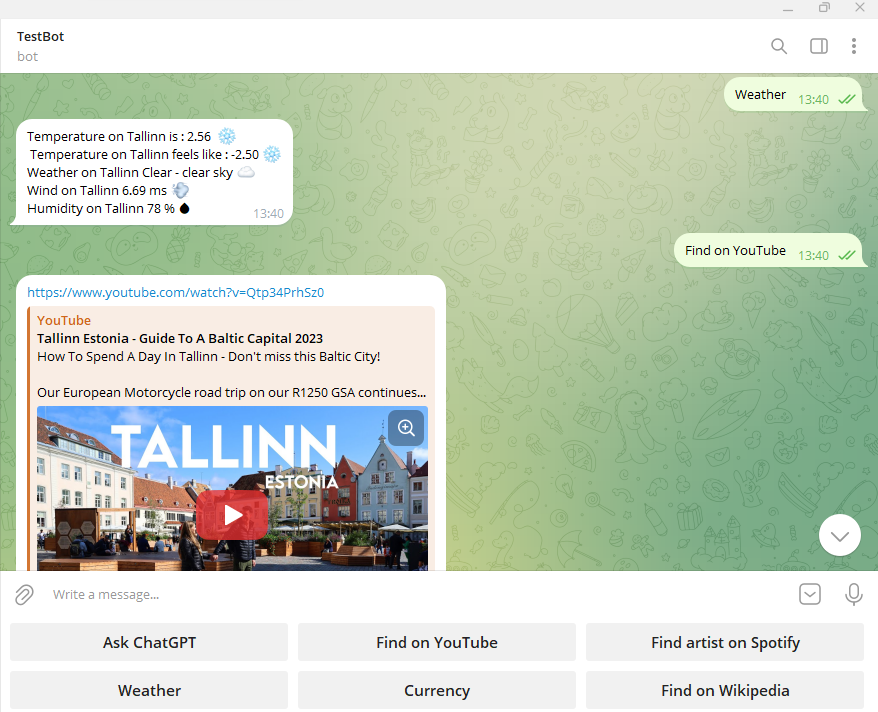 TestBot
bot
Weather 13:40
Temperature on Tallinn is : 2.56
Temperature on Tallinn feels like : -2.50
Weather on Tallinn Clear - clear sky
Wind on Tallinn 6.69 ms
Humidity on Tallinn 78 %
13:40
Find on YouTube 13:40
https://www.youtube.com/watch?v=Qtp34PrhSz0
YouTube
Tallinn Estonia - Guide To A Baltic Capital 2023
How To Spend A Day In Tallinn - Don't miss this Baltic City!
Our European Motorcycle road trip on our R1250 GSA continues...
TALLINN
ESTONIA
Write a message...
Ask ChatGPT
Find on YouTube
Find artist on Spotify
Weather
Currency
Find on Wikipedia